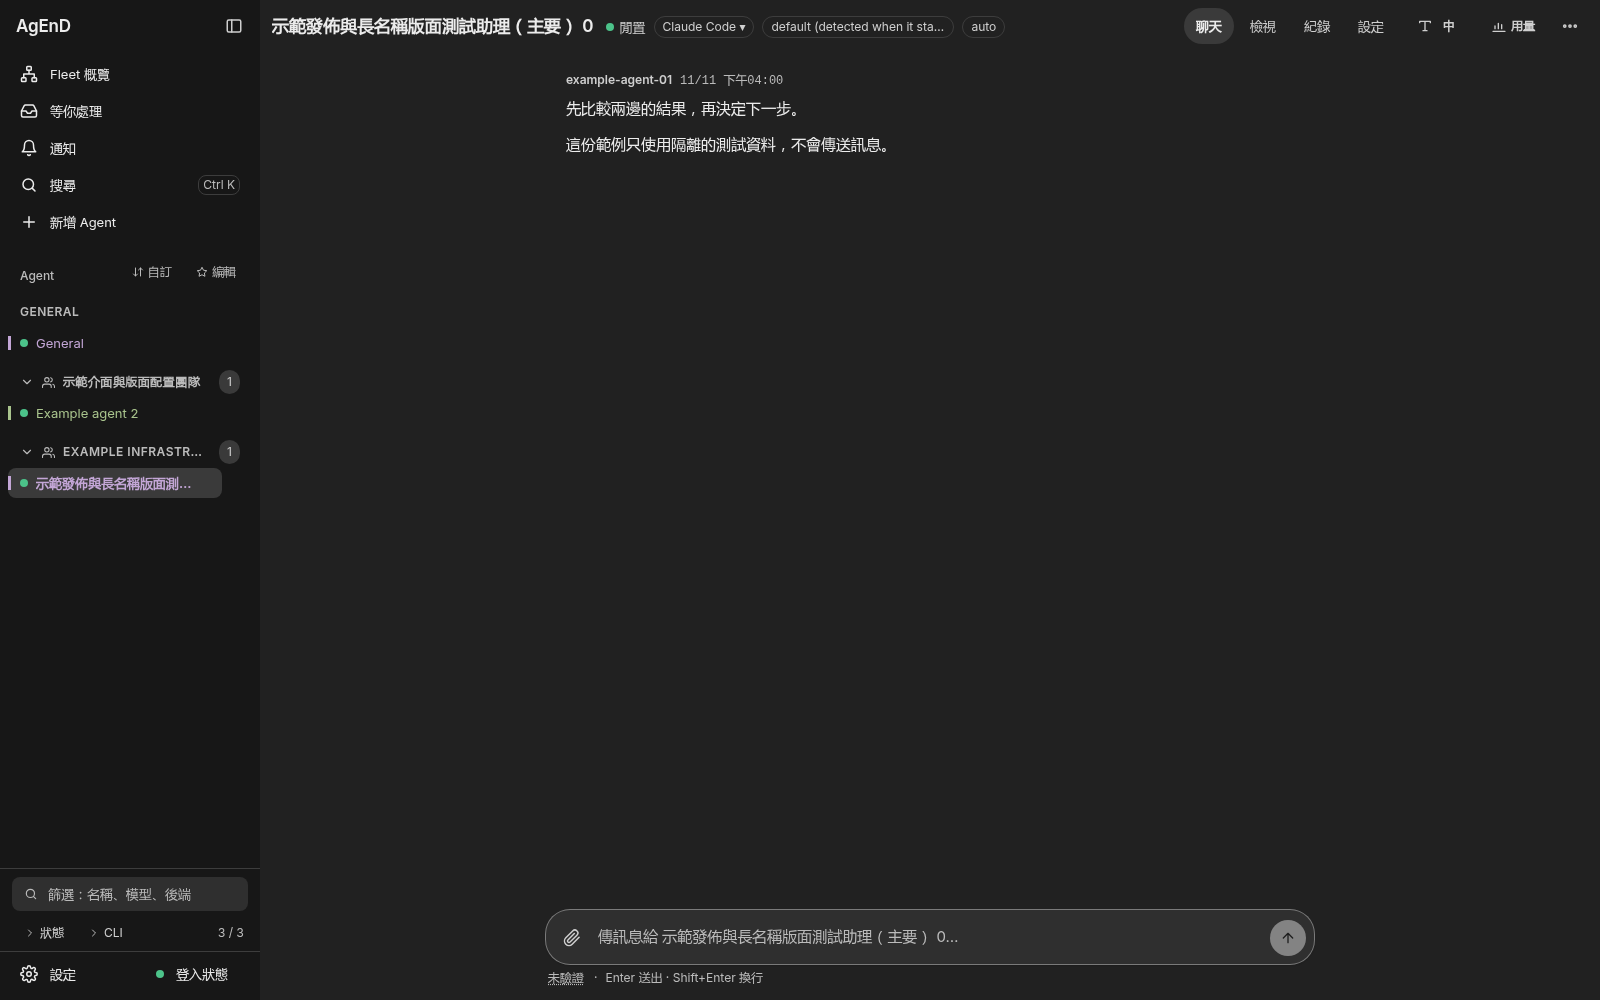 AgEnD
Fleet 概覽
等你處理
通知
搜尋 Ctrl K
新增 Agent
Agent 自訂 編輯
GENERAL
General
示範介面與版面配置團隊 1
Example agent 2
EXAMPLE INFRASTR... 1
示範發佈與長名稱版面測...
篩選：名稱、模型、後端
狀態 CLI 3 / 3
設定 登入狀態
示範發佈與長名稱版面測試助理（主要）0 閒置 Claude Code ▾ default (detected when it sta... auto
聊天 檢視 紀錄 設定 T 中 用量 •••
example-agent-01 11/11 下午04:00
先比較兩邊的結果，再決定下一步。
這份範例只使用隔離的測試資料，不會傳送訊息。
傳訊息給 示範發佈與長名稱版面測試助理（主要）0...
未驗證 · Enter 送出 · Shift+Enter 換行